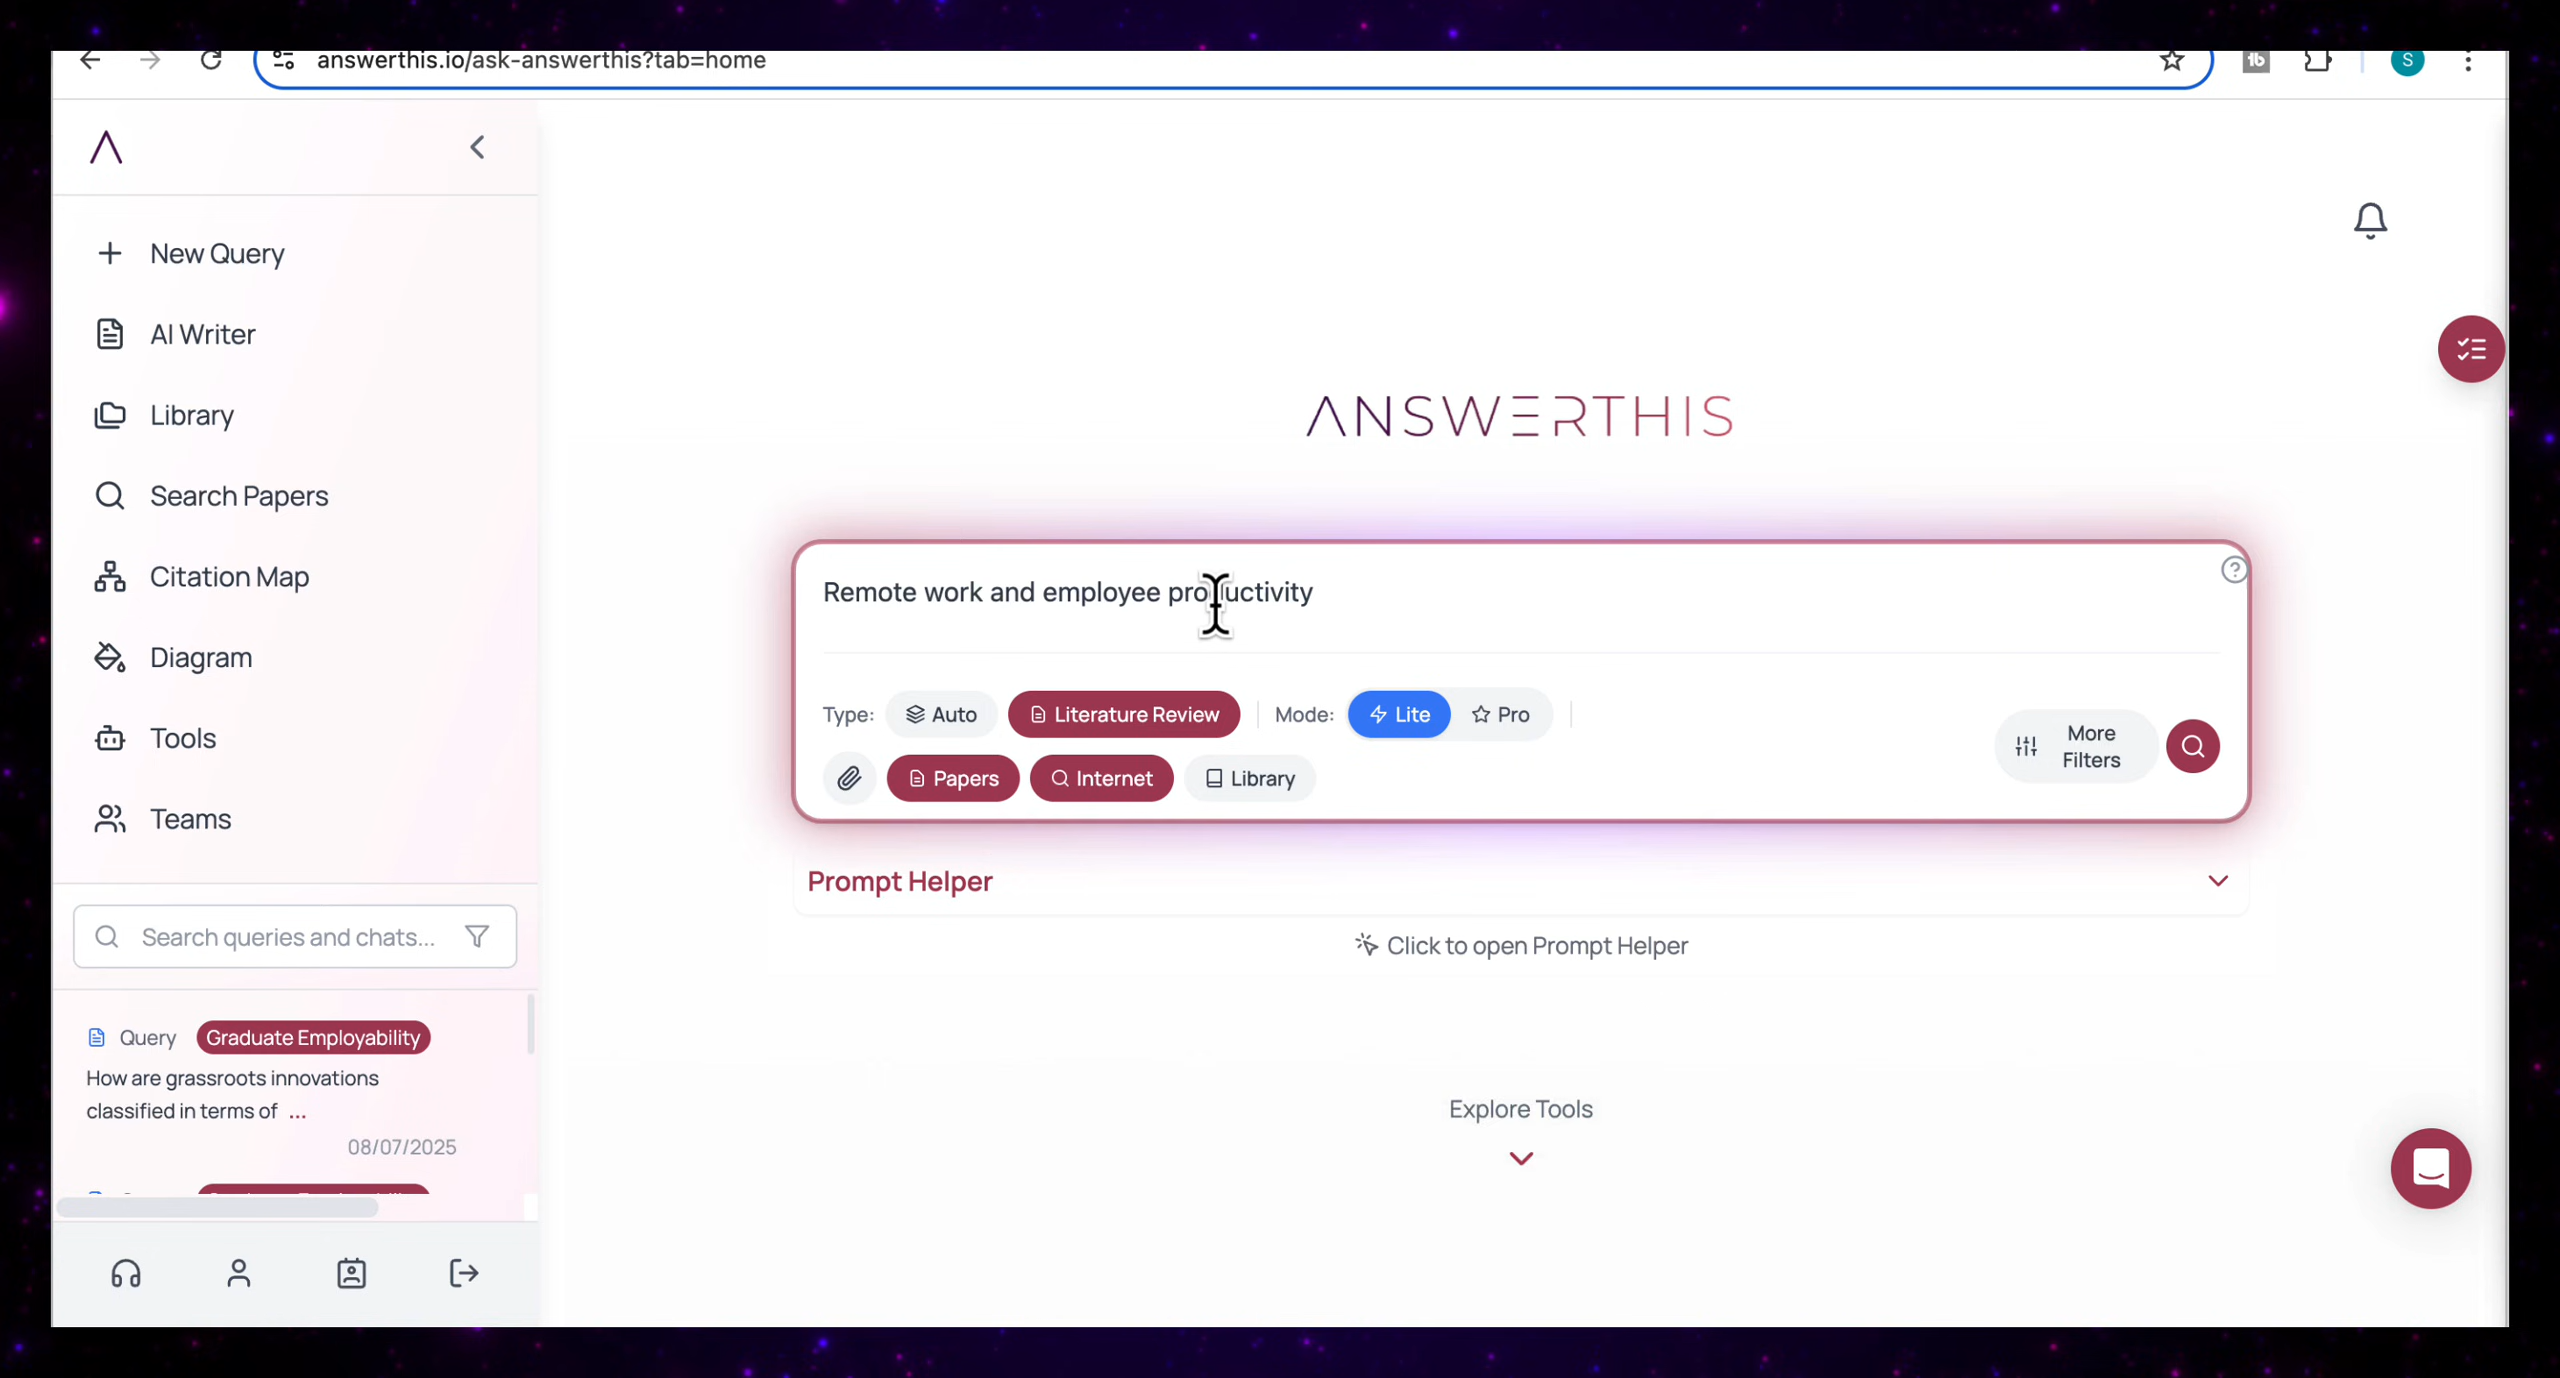 answerthis.io/ask-answerthis?tab=home
S
New Query
AI Writer
Library
Search Papers
Citation Map
Diagram
Tools
Teams
Search queries and chats...
Query Graduate Employability
How are grassroots innovations
classified in terms of ...
08/07/2025
ANSWERTHIS
Remote work and employee productivity
Type: Auto Literature Review Mode: Lite Pro
Papers Internet Library
More
Filters
Prompt Helper
Click to open Prompt Helper
Explore Tools